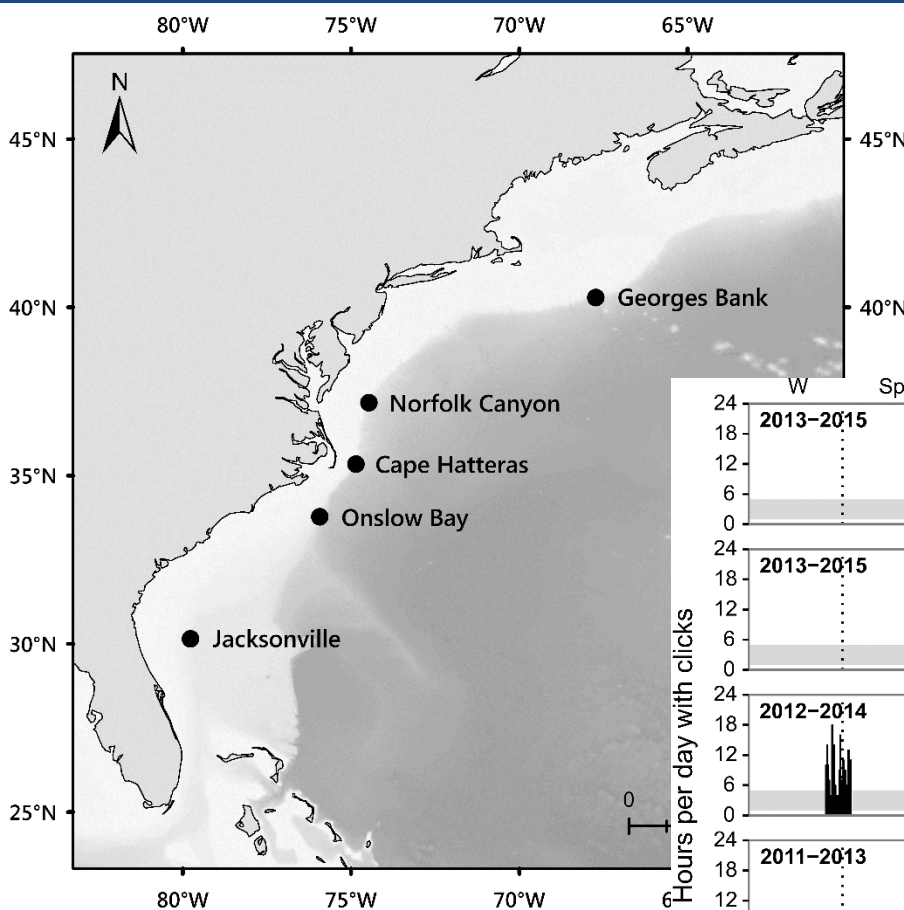 80°W 75°W 70°W 65°W
N
45°N 45°N
Georges Bank
40°N 40°N
Norfolk Canyon
Cape Hatteras
35°N
Onslow Bay
30°N
Jacksonville
25°N
0
80°W 75°W 70°W 6
W Sp
Hours per day with clicks
24
18
12
6
0
2013–2015
24
18
12
6
0
2013–2015
24
18
12
6
0
2012–2014
24
18
12
2011–2013